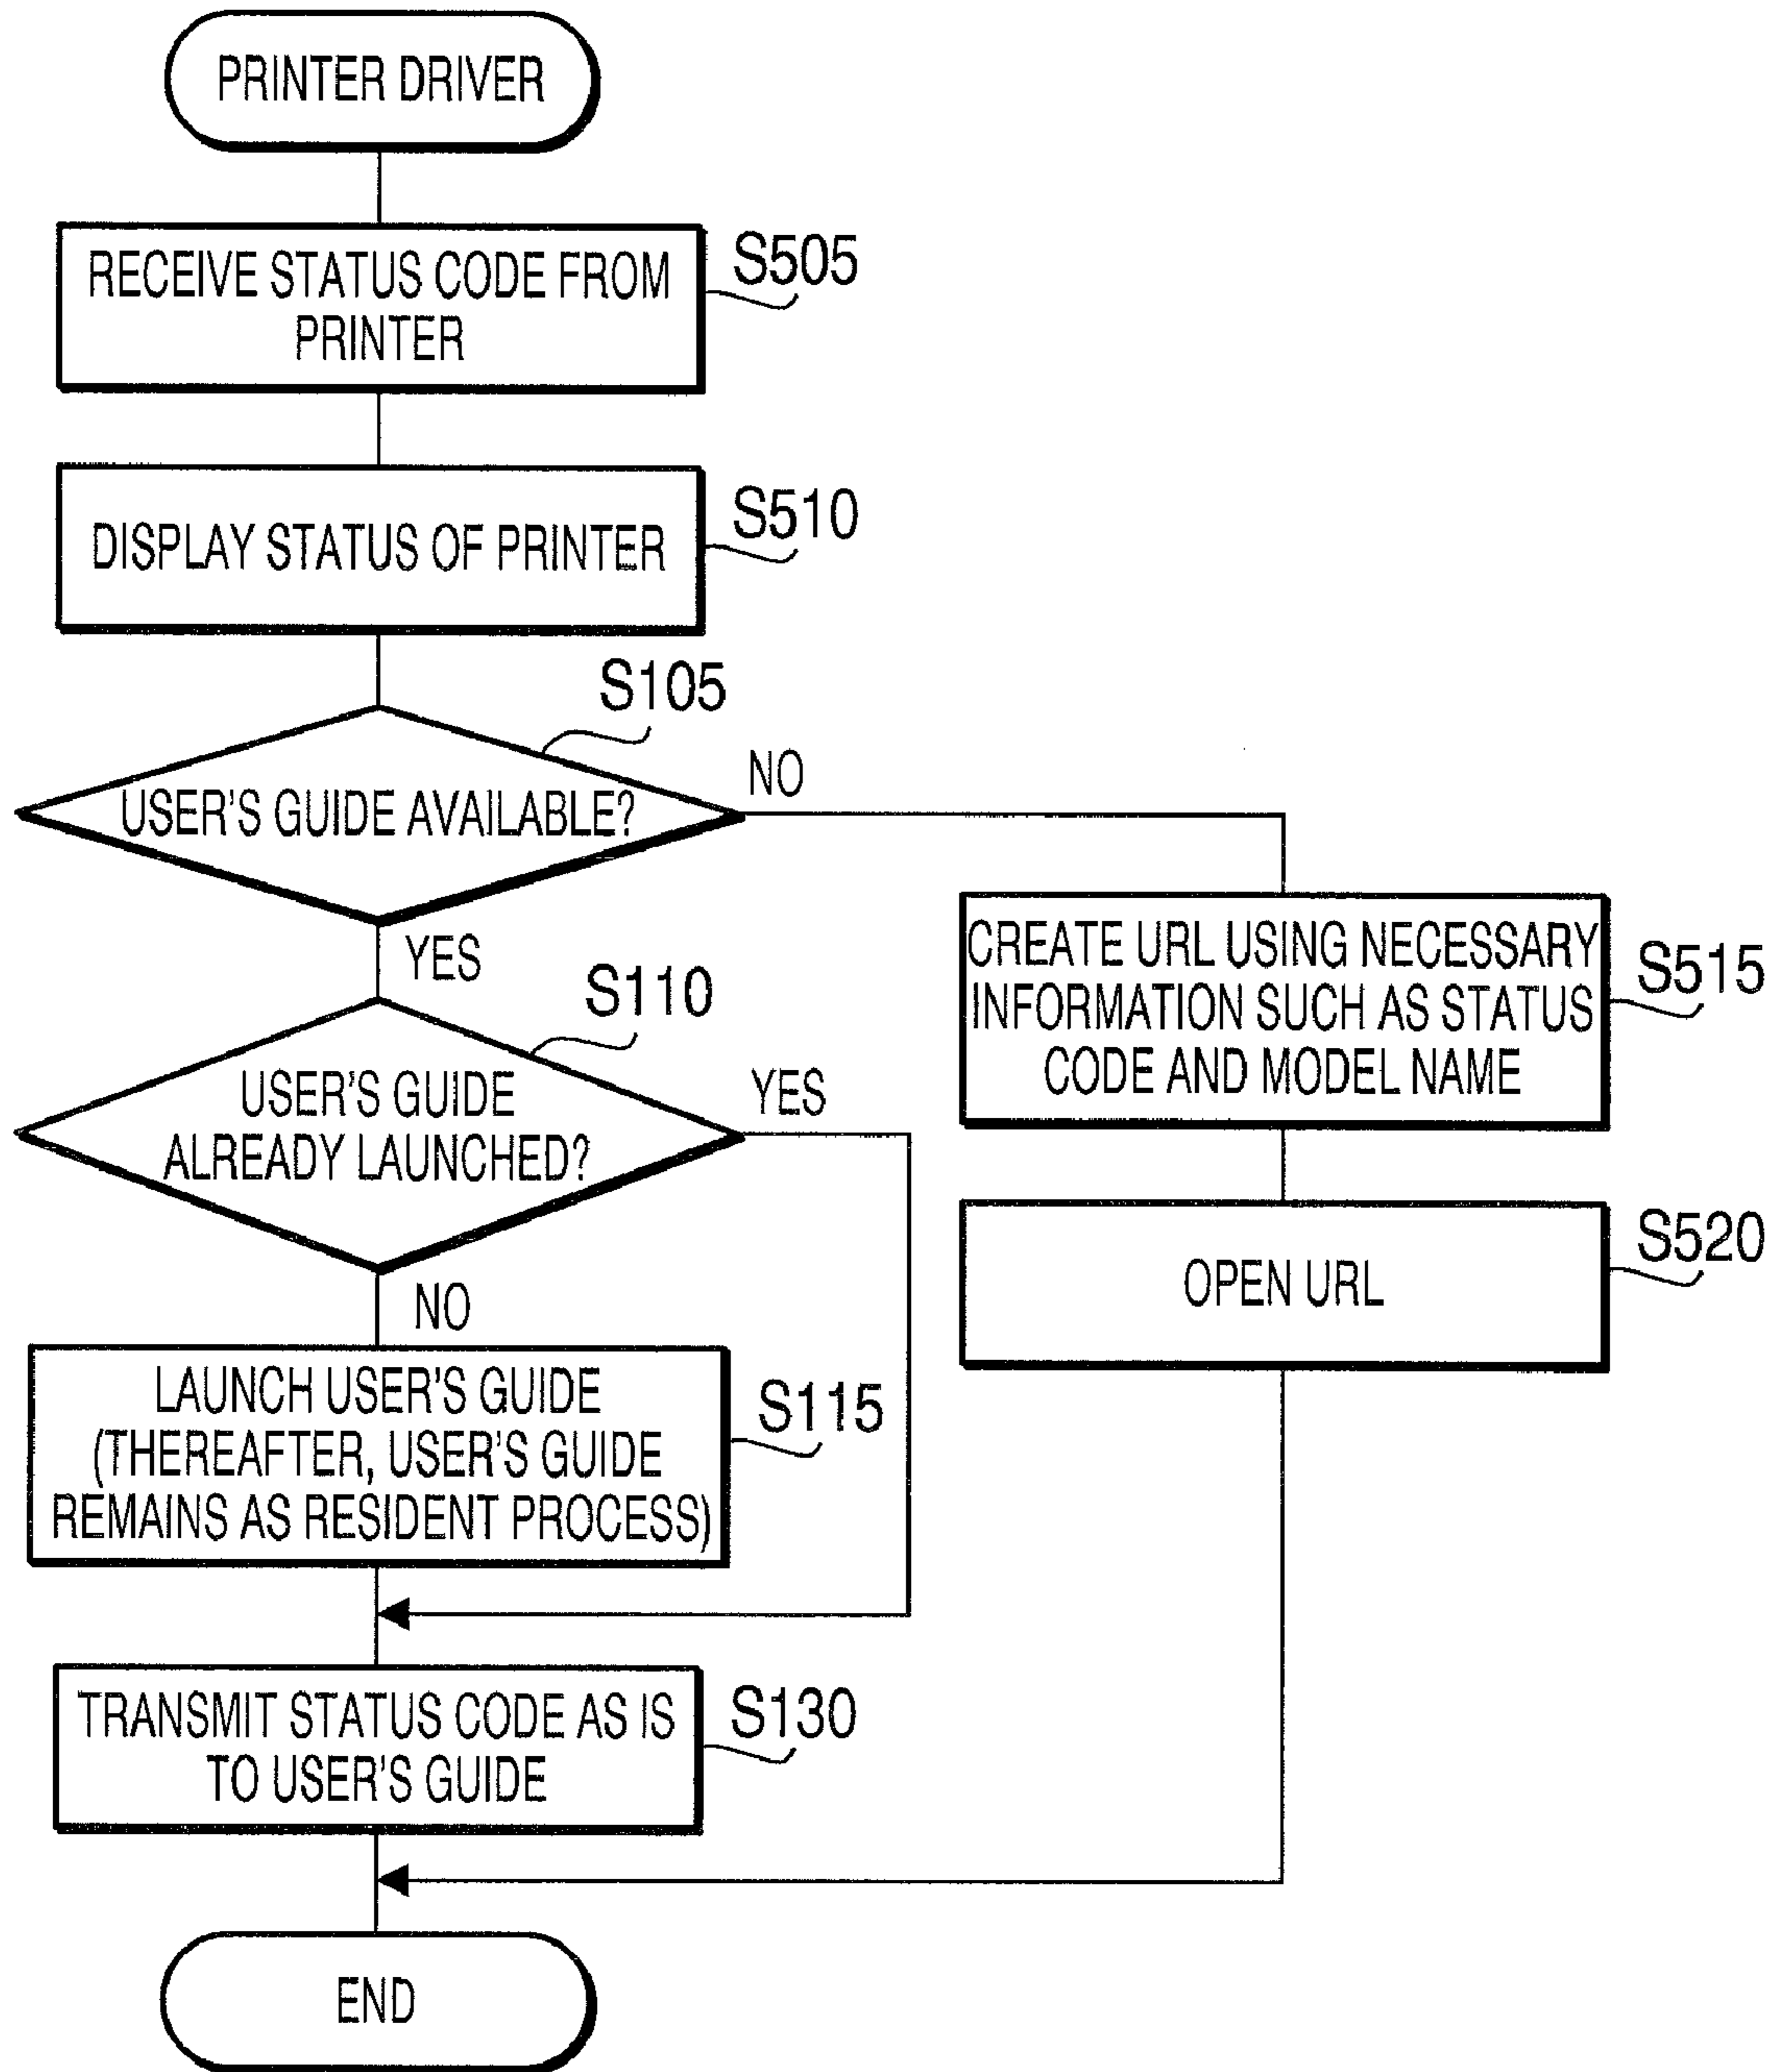 PRINTER DRIVER
RECEIVE STATUS CODE FROM
PRINTER
S505
DISPLAY STATUS OF PRINTER
S510
S105
USER'S GUIDE AVAILABLE?
NO
YES
CREATE URL USING NECESSARY
INFORMATION SUCH AS STATUS
CODE AND MODEL NAME
S515
S110
USER'S GUIDE
ALREADY LAUNCHED?
YES
NO
OPEN URL
S520
LAUNCH USER'S GUIDE
(THEREAFTER, USER'S GUIDE
REMAINS AS RESIDENT PROCESS)
S115
TRANSMIT STATUS CODE AS IS
TO USER'S GUIDE
S130
END